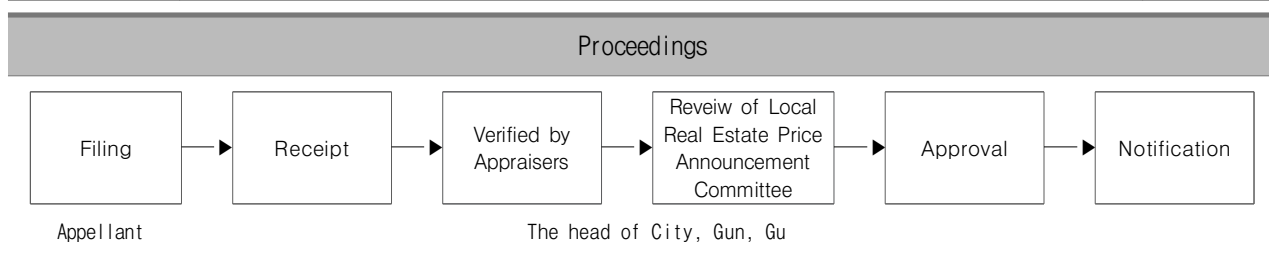 Proceedings
Filing
Receipt
Verified by
Appraisers
Reveiw of Local
Real Estate Price
Announcement
Committee
Approval
Notification
Appellant
The head of City, Gun, Gu